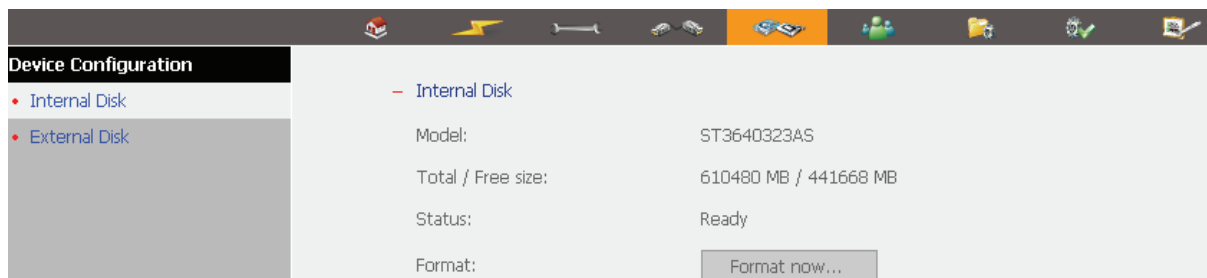 Device Configuration
Internal Disk
External Disk
– Internal Disk
Model: ST3640323AS
Total / Free size: 610480 MB / 441668 MB
Status: Ready
Format: Format now...